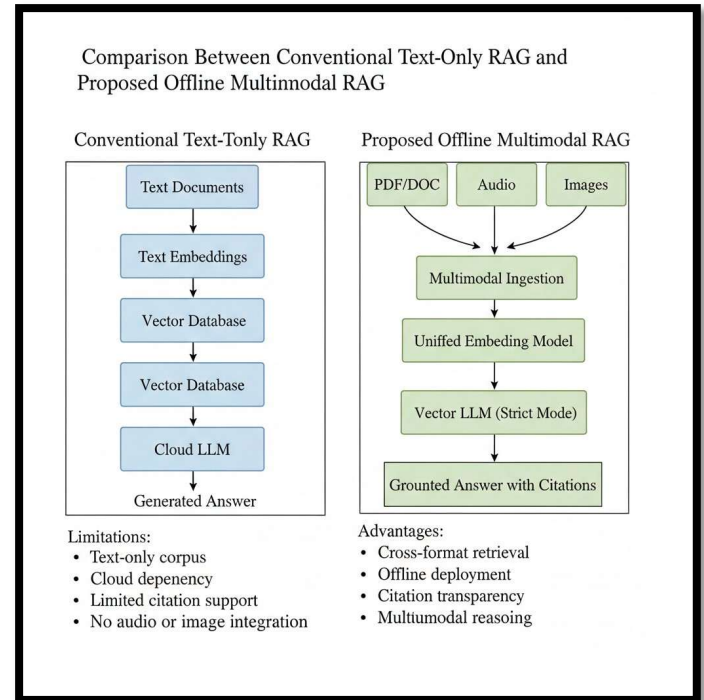 Comparison Between Conventional Text-Only RAG and
Proposed Offline Multinnodal RAG
Conventional Text-Tonly RAG
Text Documents
Text Embeddings
Vector Database
Vector Database
Cloud LLM
Generated Answer
Limitations:
• Text-only corpus
• Cloud depenency
• Limited citation support
• No audio or image integration
Proposed Offline Multimodal RAG
PDF/DOC
Audio
Images
Multimodal Ingestion
Uniffed Embeding Model
Vector LLM (Strict Mode)
Grounted Answer with Citations
Advantages:
• Cross-format retrieval
• Offline deployment
• Citation transparency
• Multiumodal reasoing